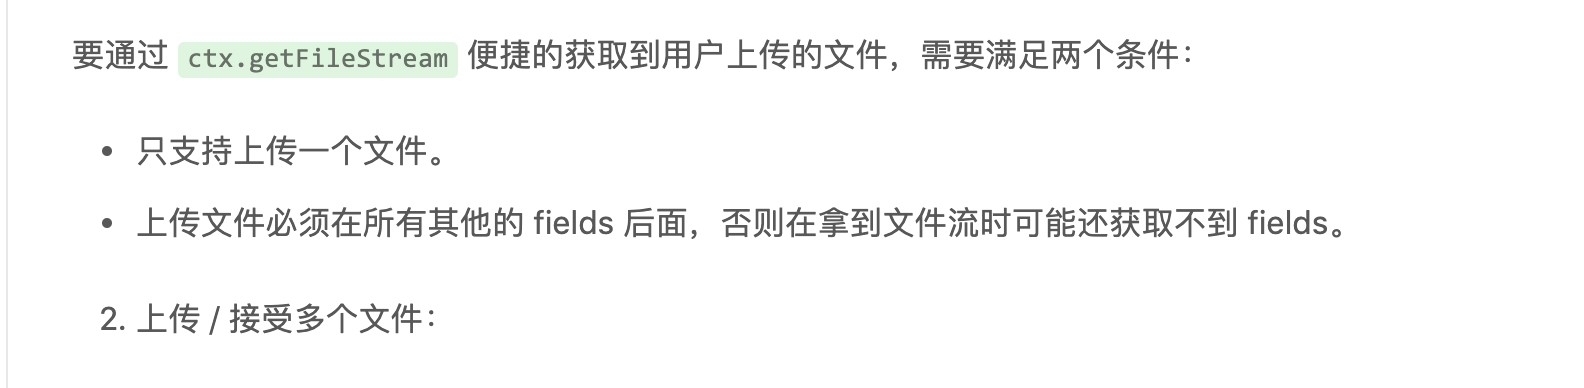 要通过 ctx.getFileStream 便捷的获取到用户上传的文件，需要满足两个条件：
• 只支持上传一个文件。
• 上传文件必须在所有其他的 fields 后面，否则在拿到文件流时可能还获取不到 fields。
2. 上传 / 接受多个文件：